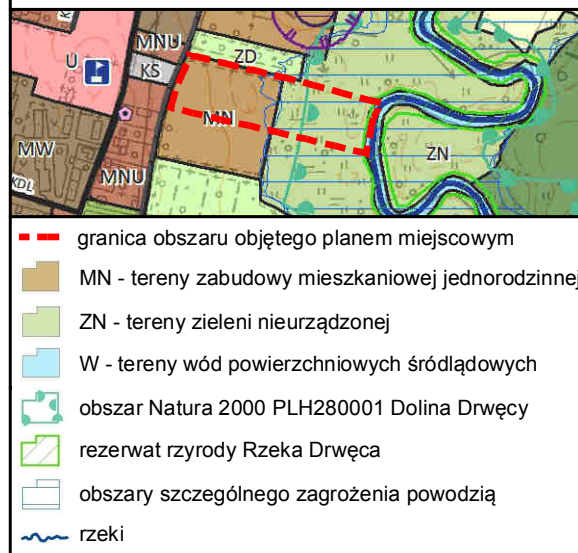 MNU
ZD
U
KS
MN
MW
MNU
ZN
KDL
granica obszaru objętego planem miejscowym
MN - tereny zabudowy mieszkaniowej jednorodzinnej
ZN - tereny zieleni nieurządzonej
W - tereny wód powierzchniowych śródlądowych
obszar Natura 2000 PLH280001 Dolina Drwęcy
rezerwat rzyrody Rzeka Drwęca
obszary szczególnego zagrożenia powodzią
rzeki